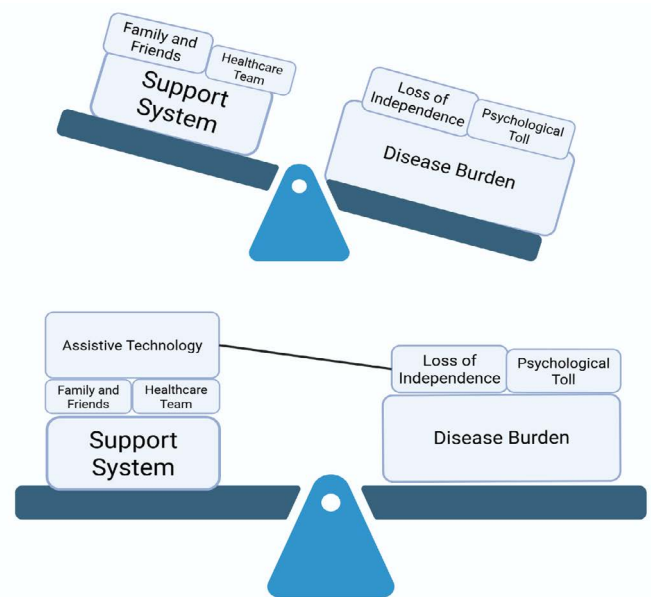 Family and
Friends
Healthcare
Team
Support
System
Loss of
Independence
Psychological
Toll
Disease Burden
Assistive Technology
Family and
Friends
Healthcare
Team
Support
System
Loss of
Independence
Psychological
Toll
Disease Burden